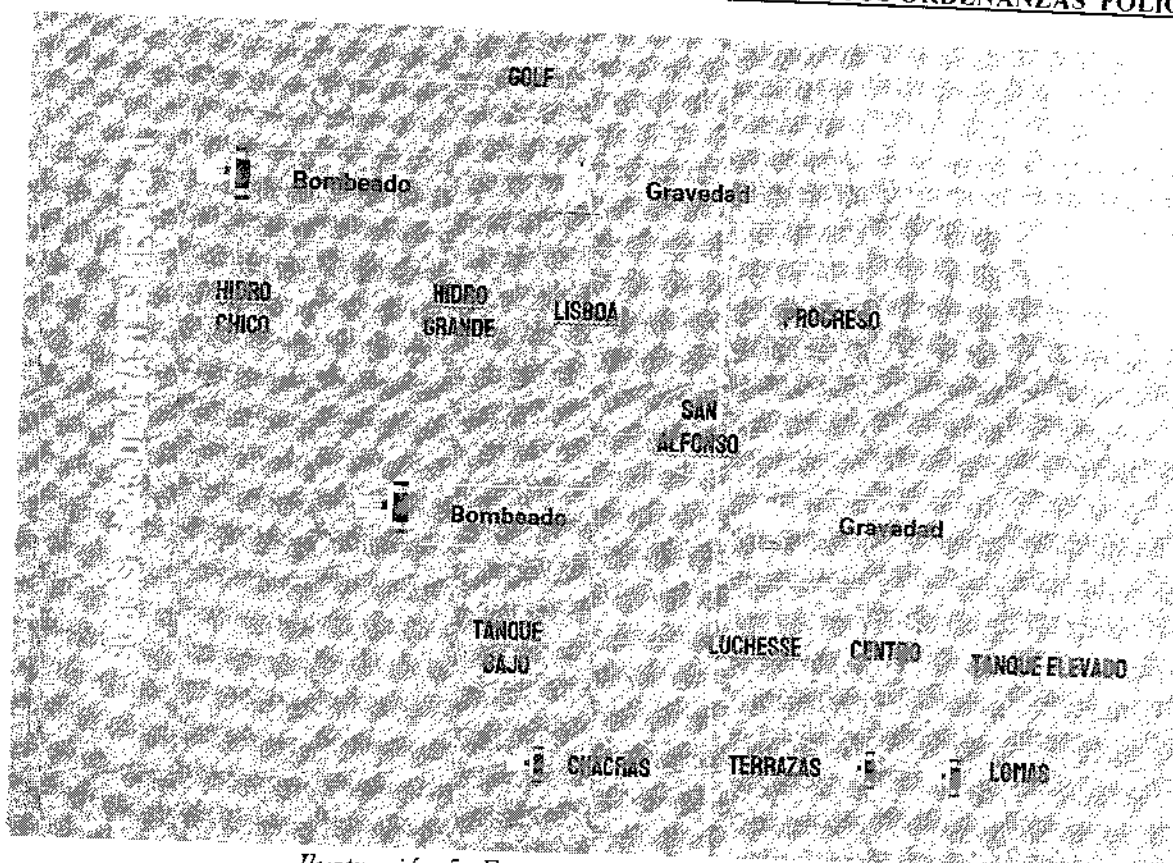 ORDENANZAS
GOLF
Bombeado
Gravedad
HIDRO
CHICO
HIDRO
GRANDE
LISBOA
PROGRESO
SAN
ALFONSO
Bombeado
Gravedad
TANQUE
BAJO
LUCHESSE
CENTRO
TANQUE ELEVADO
CHACRAS
TERRAZAS
LOMAS